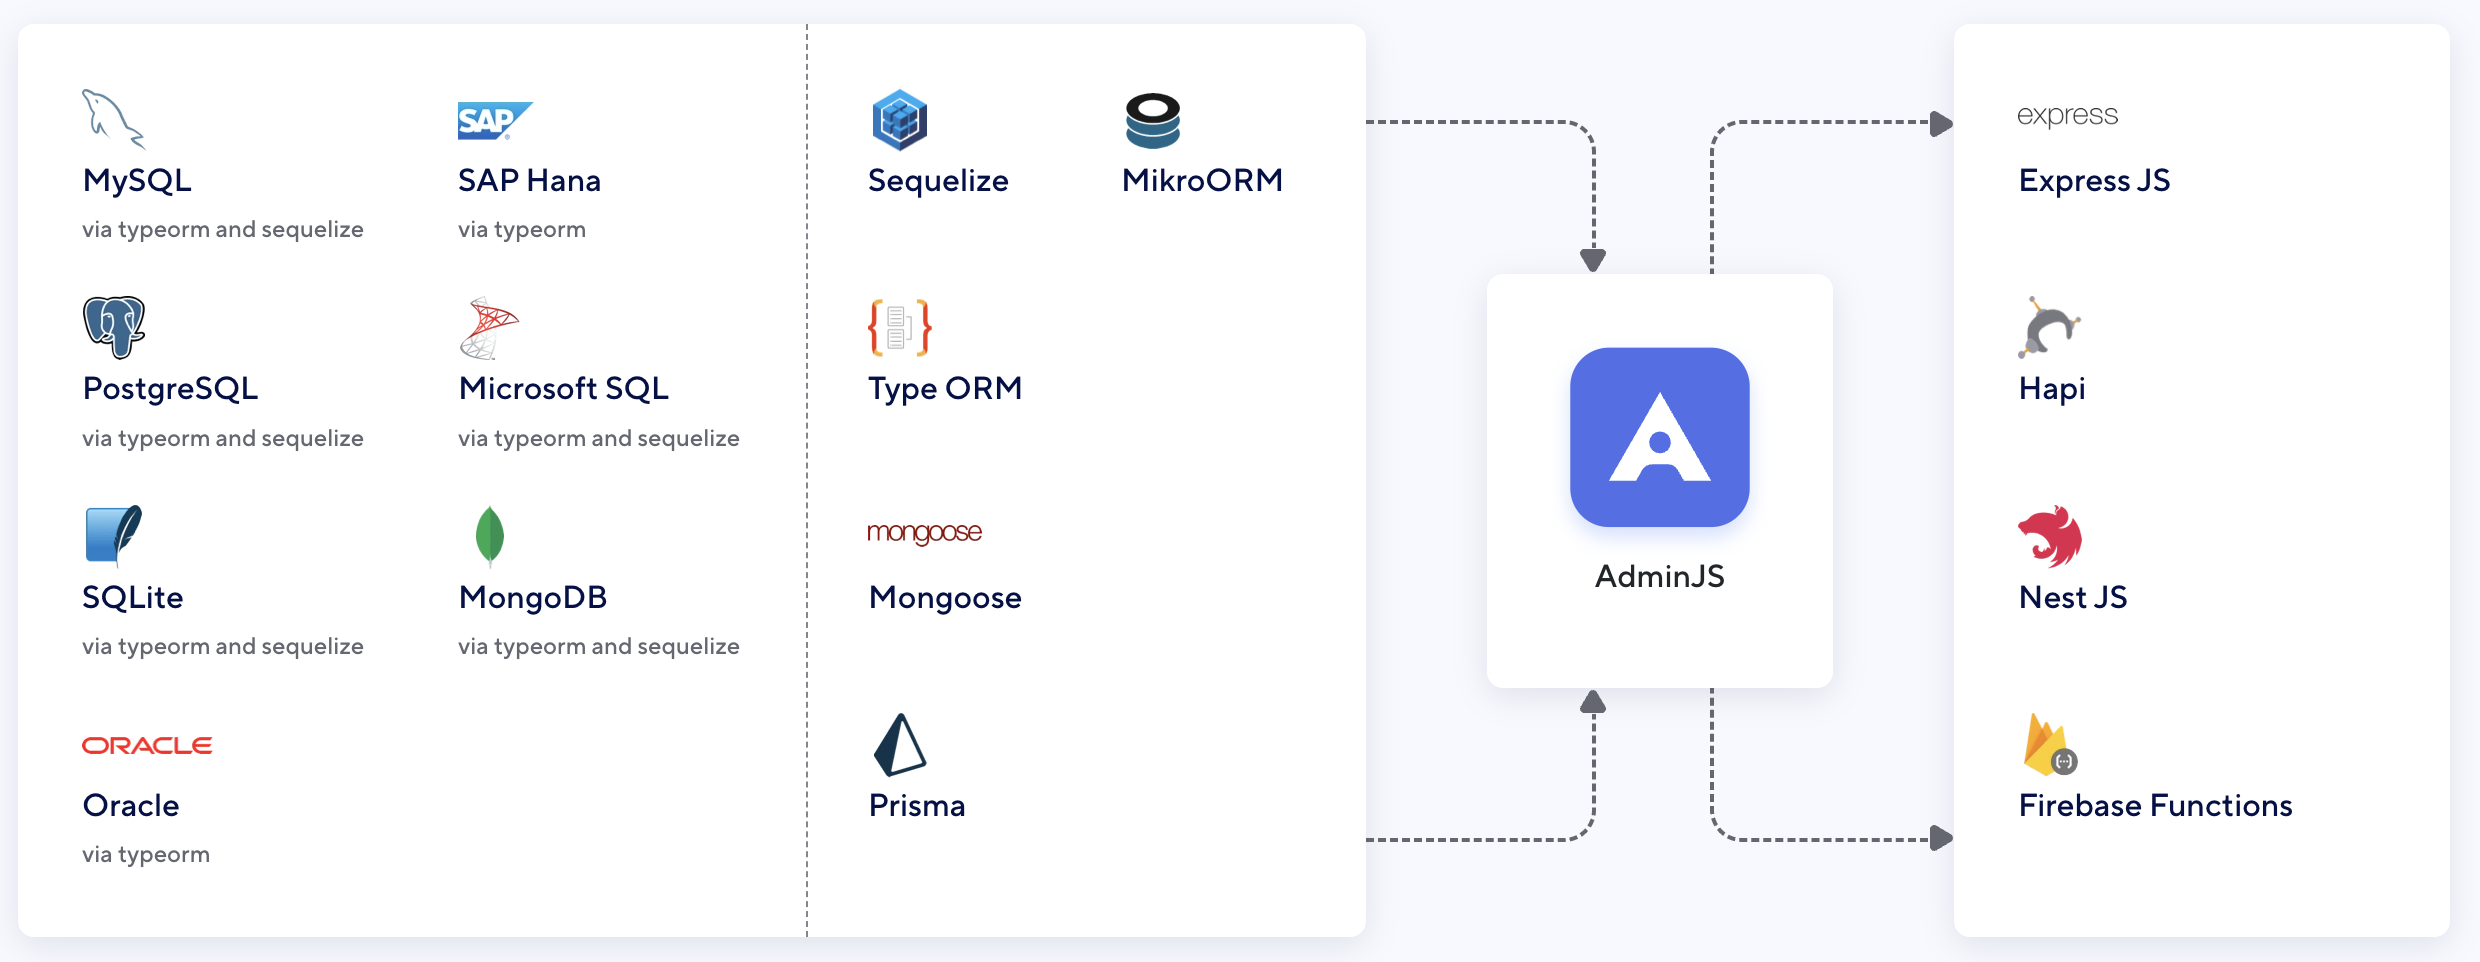 MySQL
via typeorm and sequelize
SAP
SAP Hana
via typeorm
PostgreSQL
via typeorm and sequelize
Microsoft SQL
via typeorm and sequelize
SQLite
via typeorm and sequelize
MongoDB
via typeorm and sequelize
ORACLE
Oracle
via typeorm
Sequelize
MikroORM
Type ORM
mongoose
Mongoose
Prisma
AdminJS
express
Express JS
Hapi
Nest JS
Firebase Functions